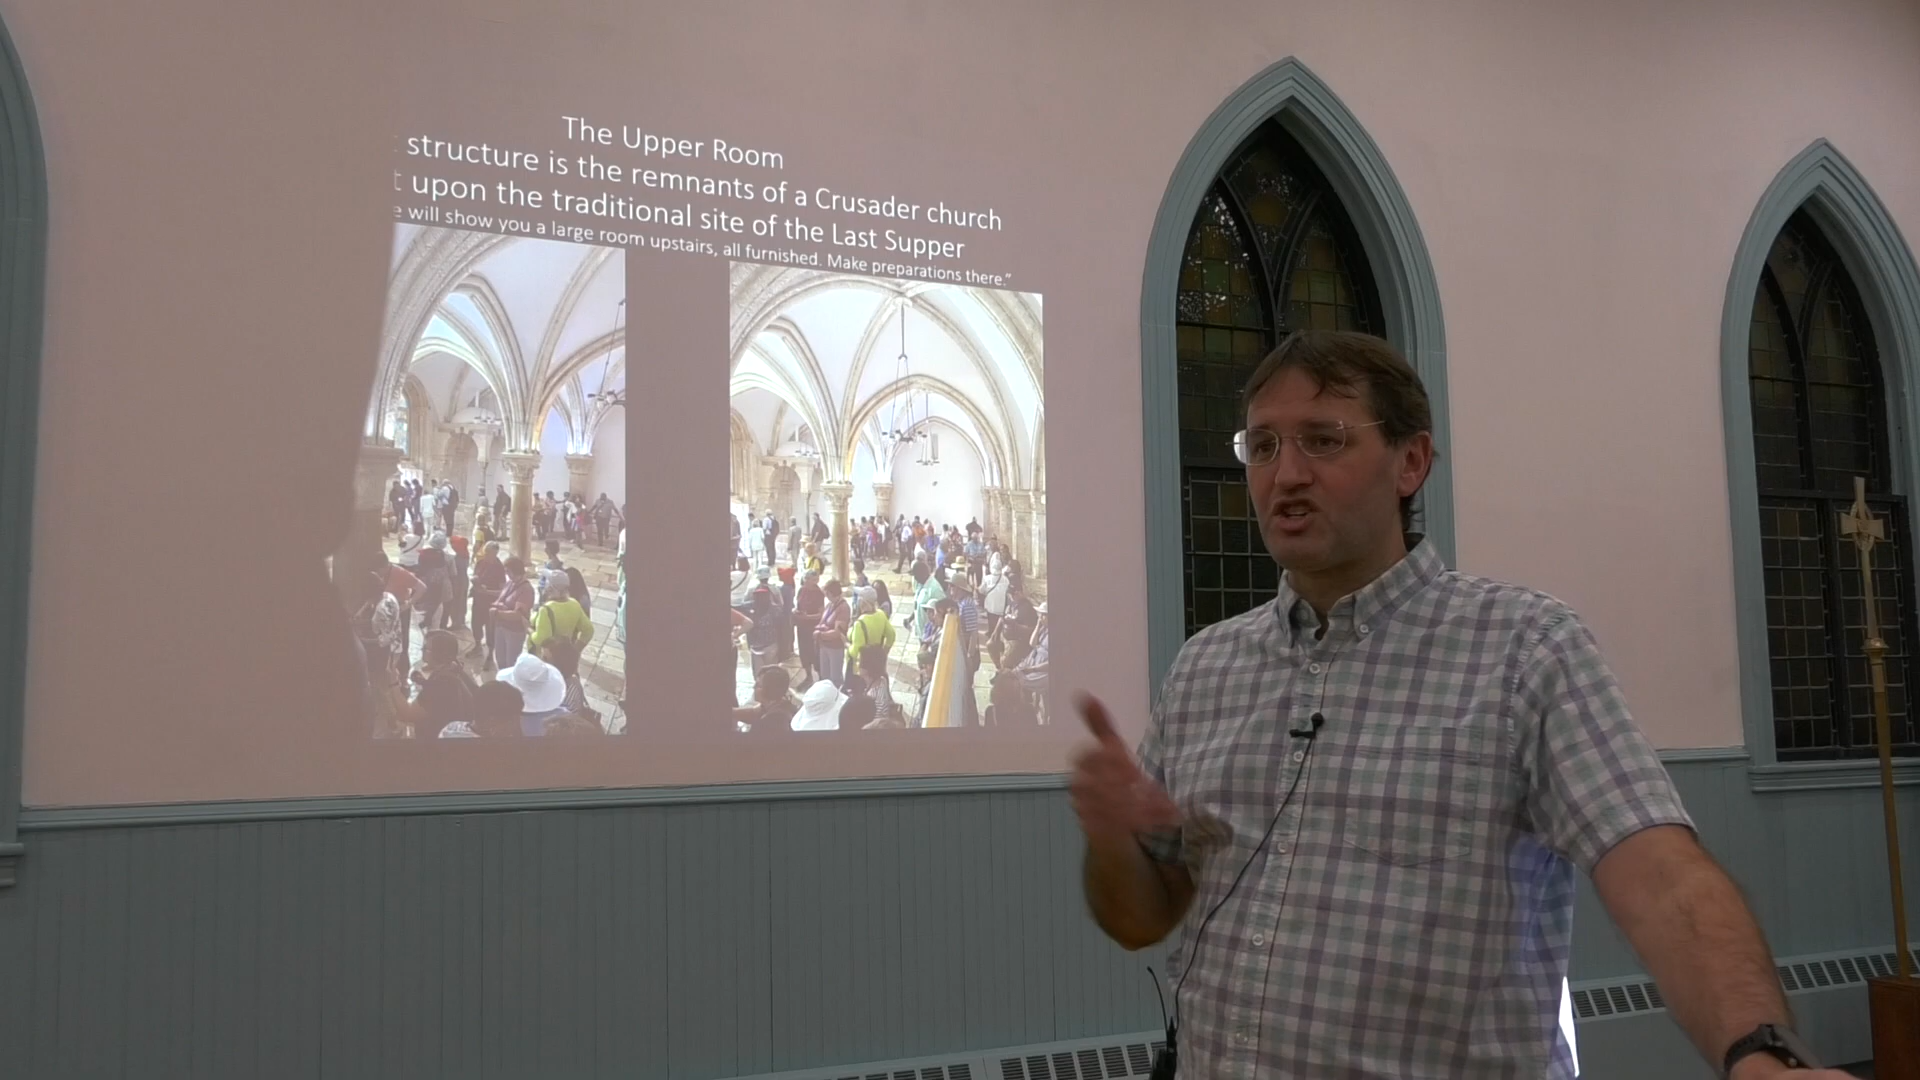 The Upper Room
structure is the remnants of a Crusader church
upon the traditional site of the Last Supper
will show you a large room upstairs, all furnished. Make preparations there."